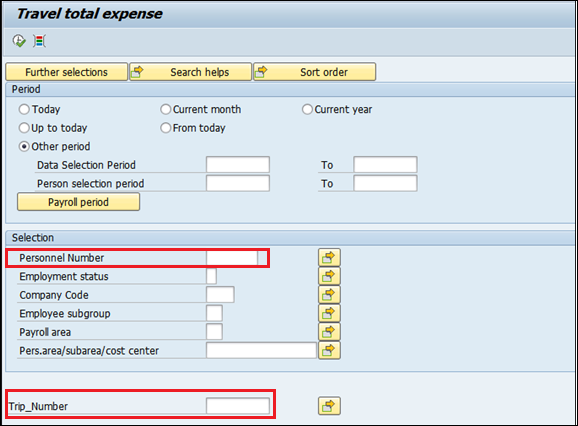 Travel total expense
Further selections Search helps Sort order
Period
Today Current month Current year
Up to today From today
Other period
Data Selection Period To
Person selection period To
Payroll period
Selection
Personnel Number
Employment status
Company Code
Employee subgroup
Payroll area
Pers.area/subarea/cost center
Trip_Number